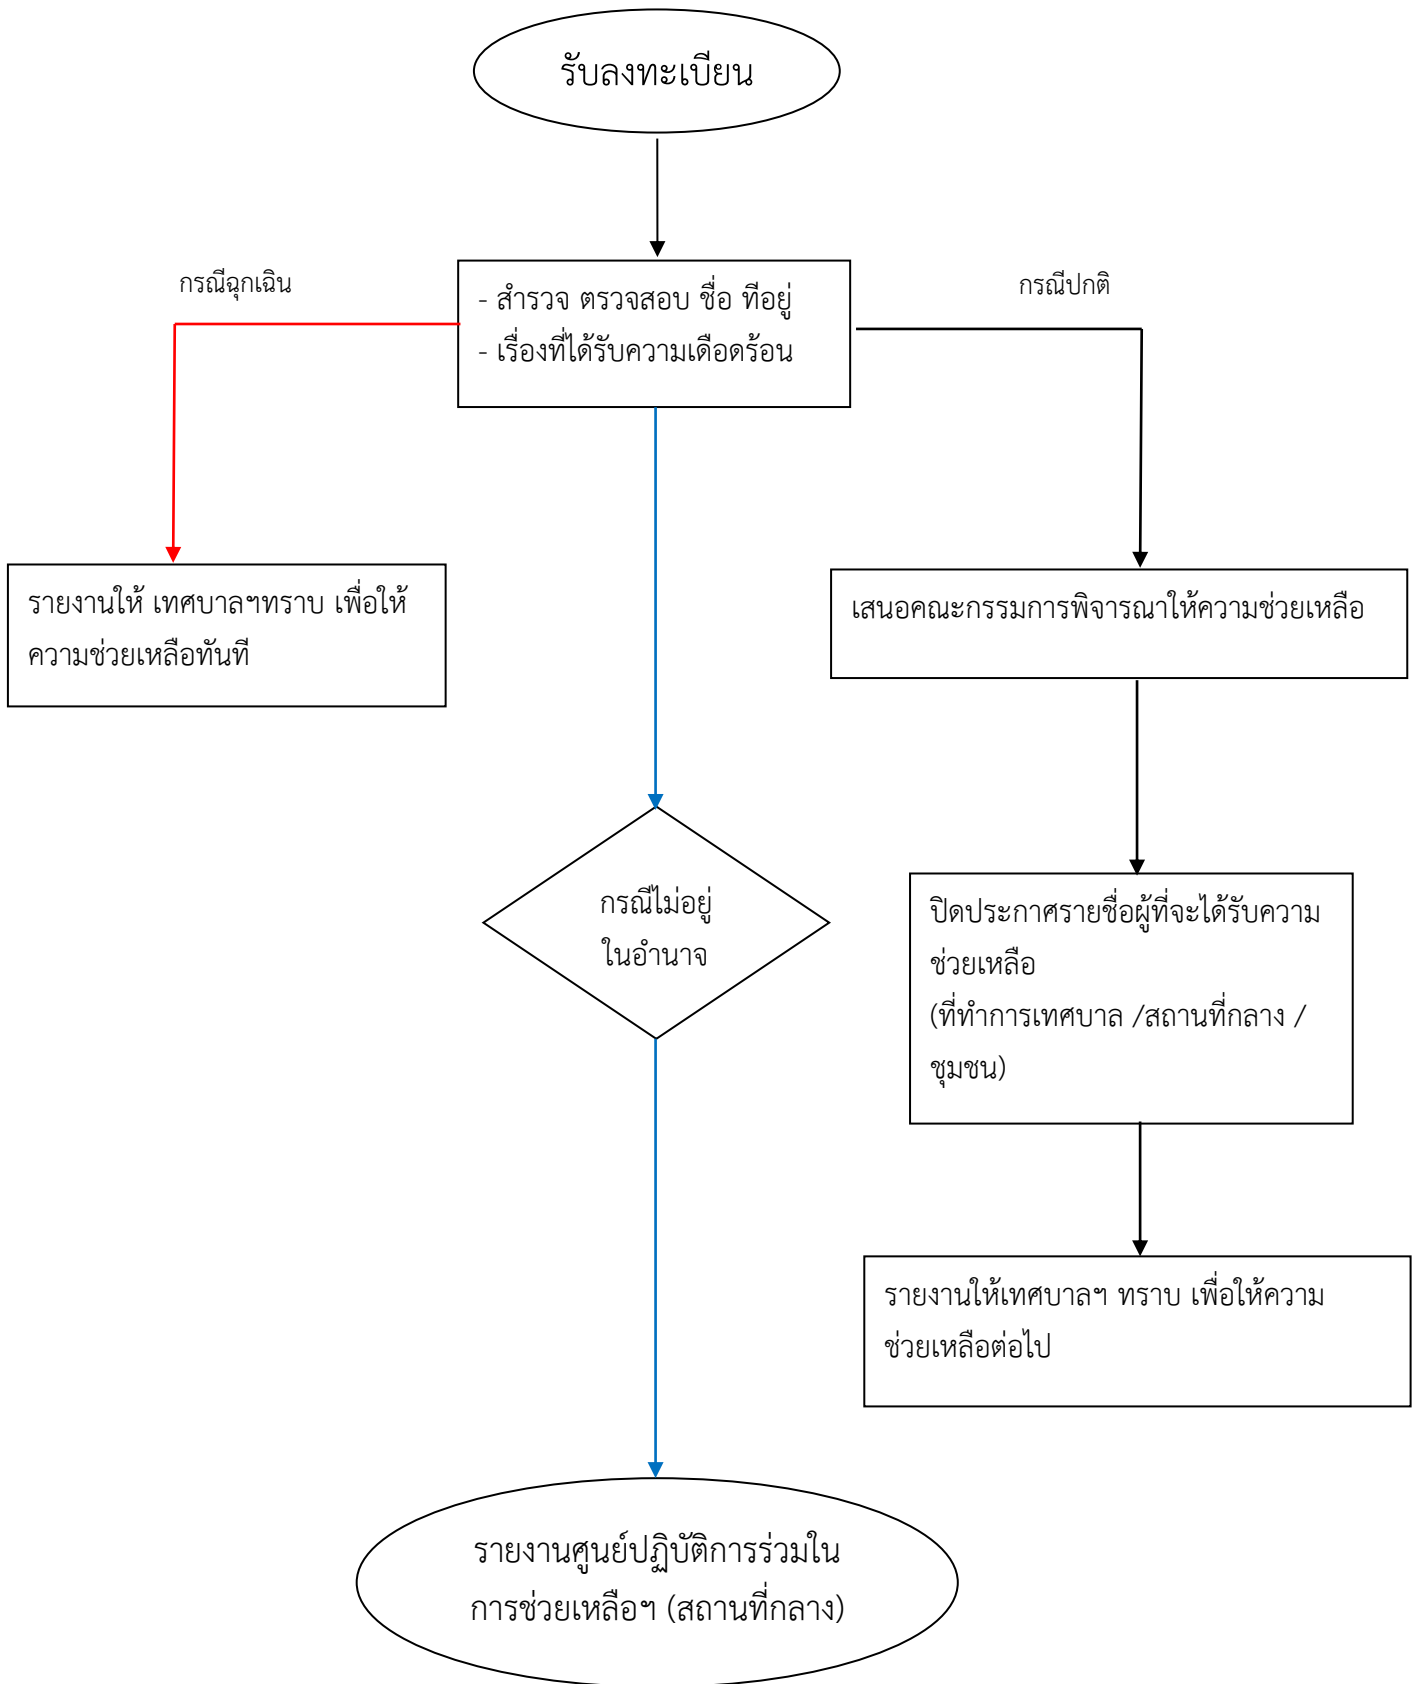 รับลงทะเบียน
กรณีฉุกเฉิน
- สำรวจ ตรวจสอบ ชื่อ ที่อยู่
- เรื่องที่ได้รับความเดือดร้อน
กรณีปกติ
รายงานให้ เทศบาลฯทราบ เพื่อให้
ความช่วยเหลือทันที
เสนอคณะกรรมการพิจารณาให้ความช่วยเหลือ
กรณีไม่อยู่
ในอำนาจ
ปิดประกาศรายชื่อผู้ที่จะได้รับความ
ช่วยเหลือ
(ที่ทำการเทศบาล /สถานที่กลาง /
ชุมชน)
รายงานให้เทศบาลฯ ทราบ เพื่อให้ความ
ช่วยเหลือต่อไป
รายงานศูนย์ปฏิบัติการร่วมใน
การช่วยเหลือฯ (สถานที่กลาง)